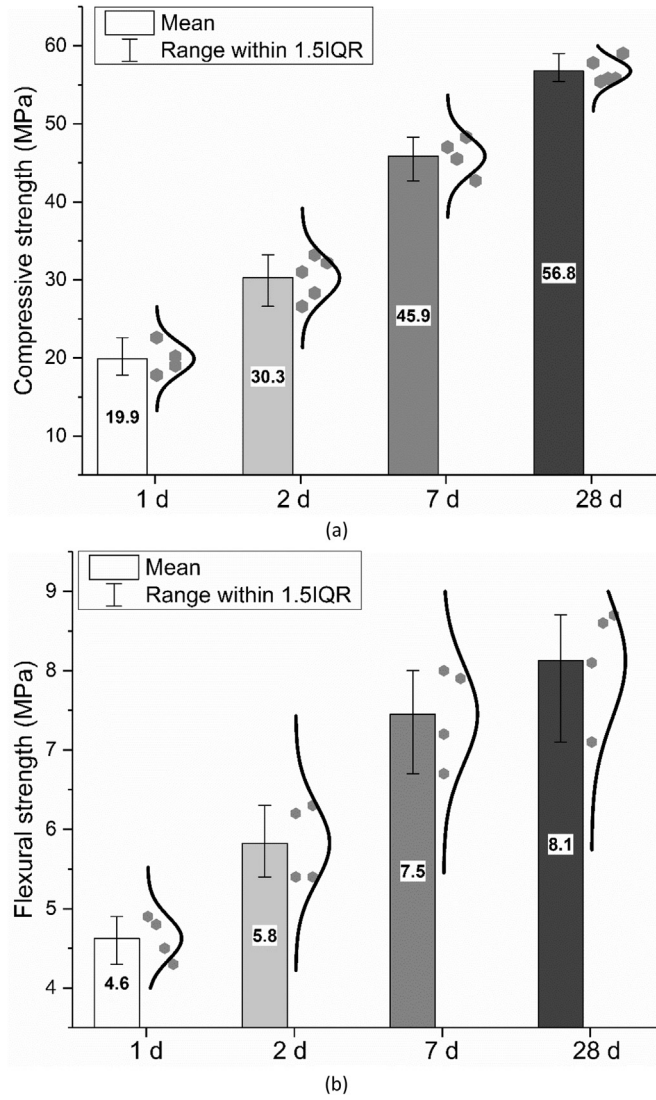 Mean
Range within 1.5IQR
60
50
40
30
20
10
Compressive strength (MPa)
19.9
30.3
45.9
56.8
1 d
2 d
7 d
28 d
(a)
Mean
Range within 1.5IQR
9
8
7
6
5
4
Flexural strength (MPa)
4.6
5.8
7.5
8.1
1 d
2 d
7 d
28 d
(b)